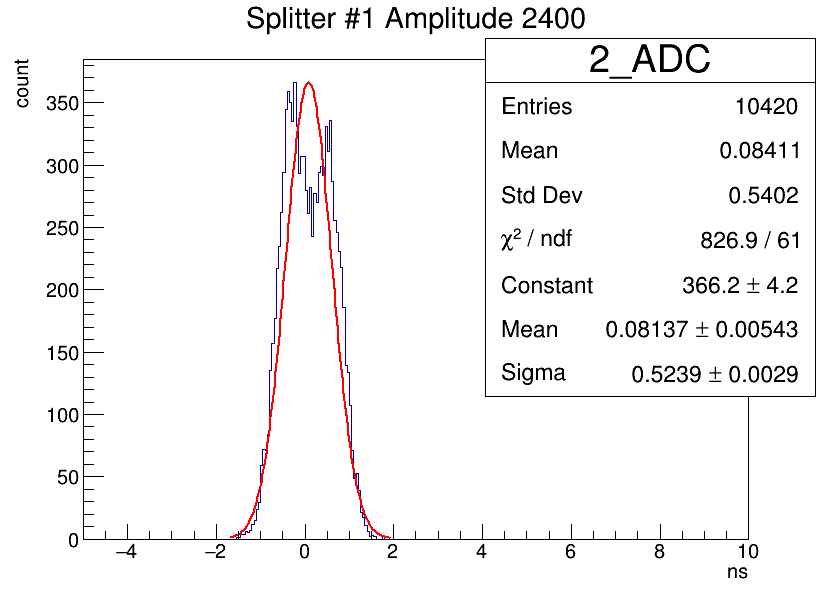 Splitter #1 Amplitude 2400
count
2_ADC
Entries 10420
Mean 0.08411
Std Dev 0.5402
χ² / ndf 826.9 / 61
Constant 366.2 ± 4.2
Mean 0.08137 ± 0.00543
Sigma 0.5239 ± 0.0029
350
300
250
200
150
100
50
0
−4 −2 0 2 4 6 8 10
ns